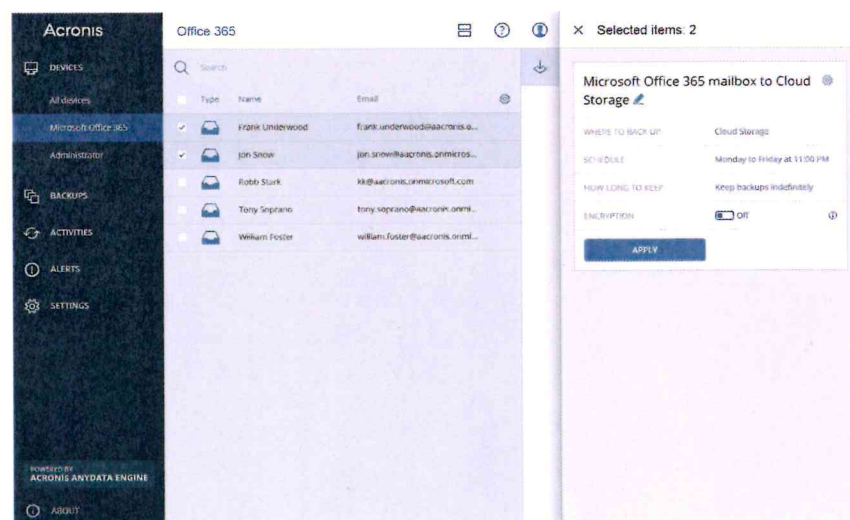 Acronis
DEVICES
All devices
Microsoft Office 365
Administrator
BACKUPS
ACTIVITIES
ALERTS
SETTINGS
POWERED BY
ACRONIS ANYDATA ENGINE
ABOUT
Office 365
Search
Type Name Email
Frank Underwood frank.underwood@aacronis.o...
Jon Snow jon.snow@aacronis.onmicros...
Robb Stark kk@aacronis.onmicrosoft.com
Tony Soprano tony.soprano@aacronis.onmi...
William Foster william.foster@aacronis.onmi...
Selected items: 2
Microsoft Office 365 mailbox to Cloud
Storage
WHERE TO BACK UP Cloud Storage
SCHEDULE Monday to Friday at 11:00 PM
HOW LONG TO KEEP Keep backups indefinitely
ENCRYPTION Off
APPLY